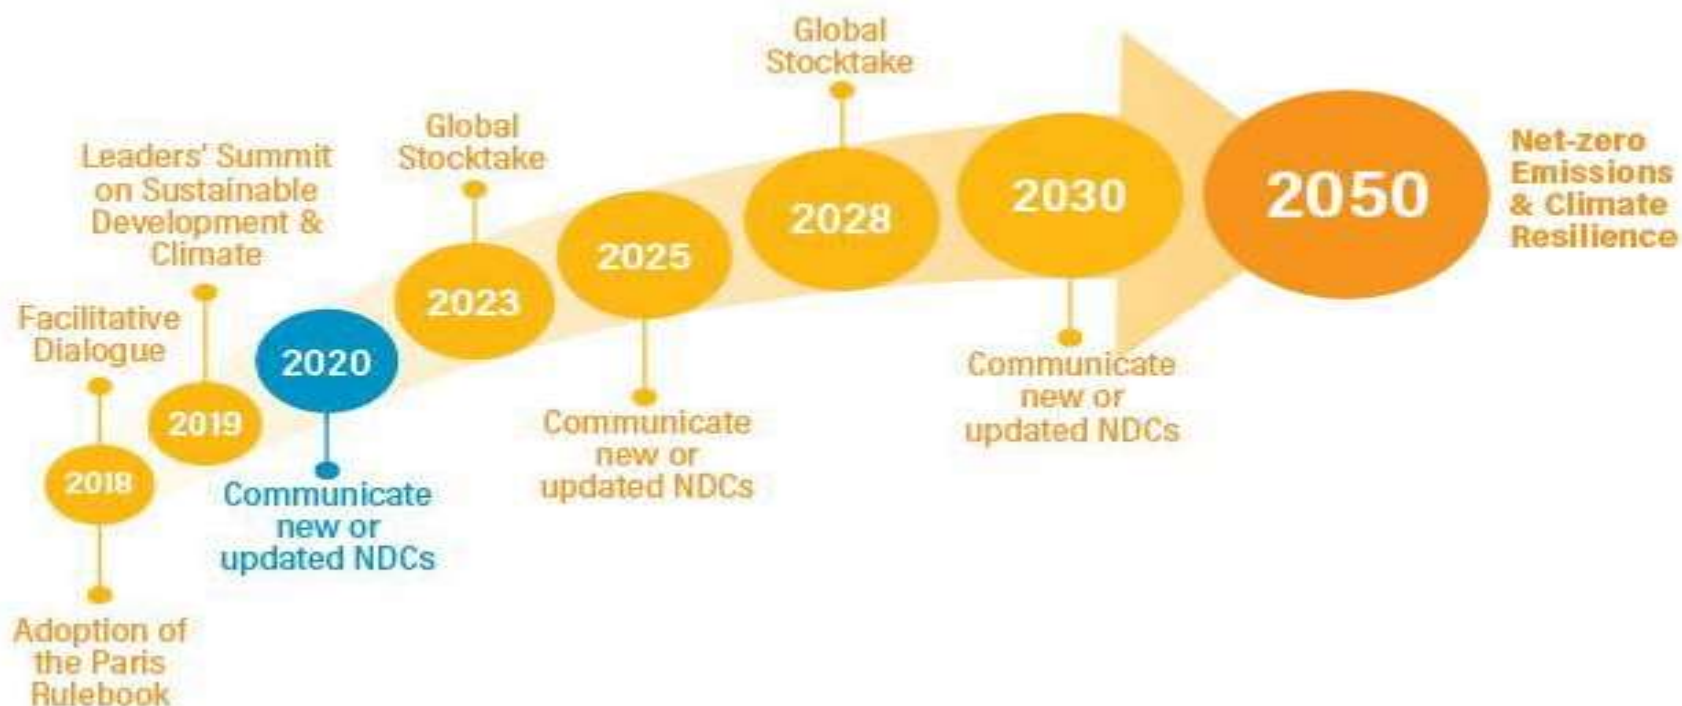 Facilitative
Dialogue
2018
Adoption of
the Paris
Rulebook
Leaders' Summit
on Sustainable
Development &
Climate
2019
2020
Communicate
new or
updated NDCs
Global
Stocktake
2023
2025
Communicate
new or
updated NDCs
Global
Stocktake
2028
2030
Communicate
new or
updated NDCs
2050
Net-zero
Emissions
& Climate
Resilience